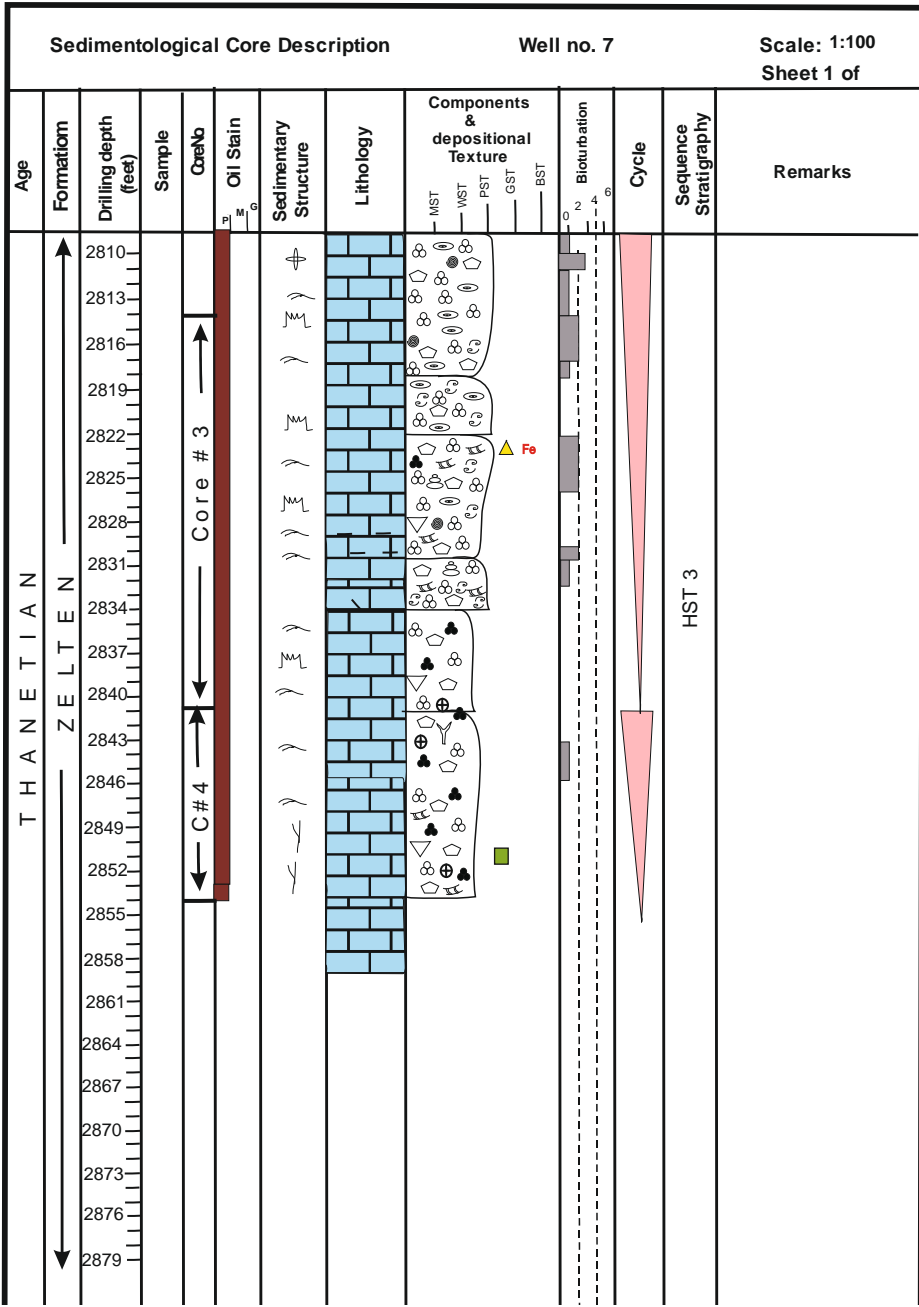 Sedimentological Core Description Well no. 7 Scale: 1:100
Sheet 1 of
Age
Formatiom
Drilling depth
(feet)
Sample
CoreNo
Oil Stain
P M G
Sedimentary
Structure
Lithology
Components
&
depositional
Texture
MST
WST
PST
GST
BST
Bioturbation
0 2 4 6
Cycle
Sequence
Stratigraphy
Remarks
THANETIAN
ZELTEN
2810
2813
2816
2819
2822
2825
2828
2831
2834
2837
2840
2843
2846
2849
2852
2855
2858
2861
2864
2867
2870
2873
2876
2879
Core #3
C#4
Fe
HST 3